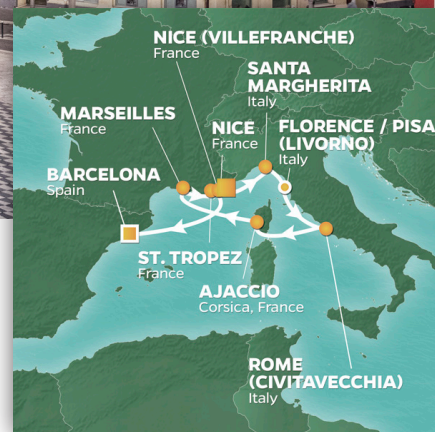 NICE (VILLEFRANCHE)
France
SANTA
MARGHERITA
Italy
MARSEILLES
France
NICE
France
FLORENCE / PISA
(LIVORNO)
Italy
BARCELONA
Spain
ST. TROPEZ
France
AJACCIO
Corsica, France
ROME
(CIVITAVECCHIA)
Italy